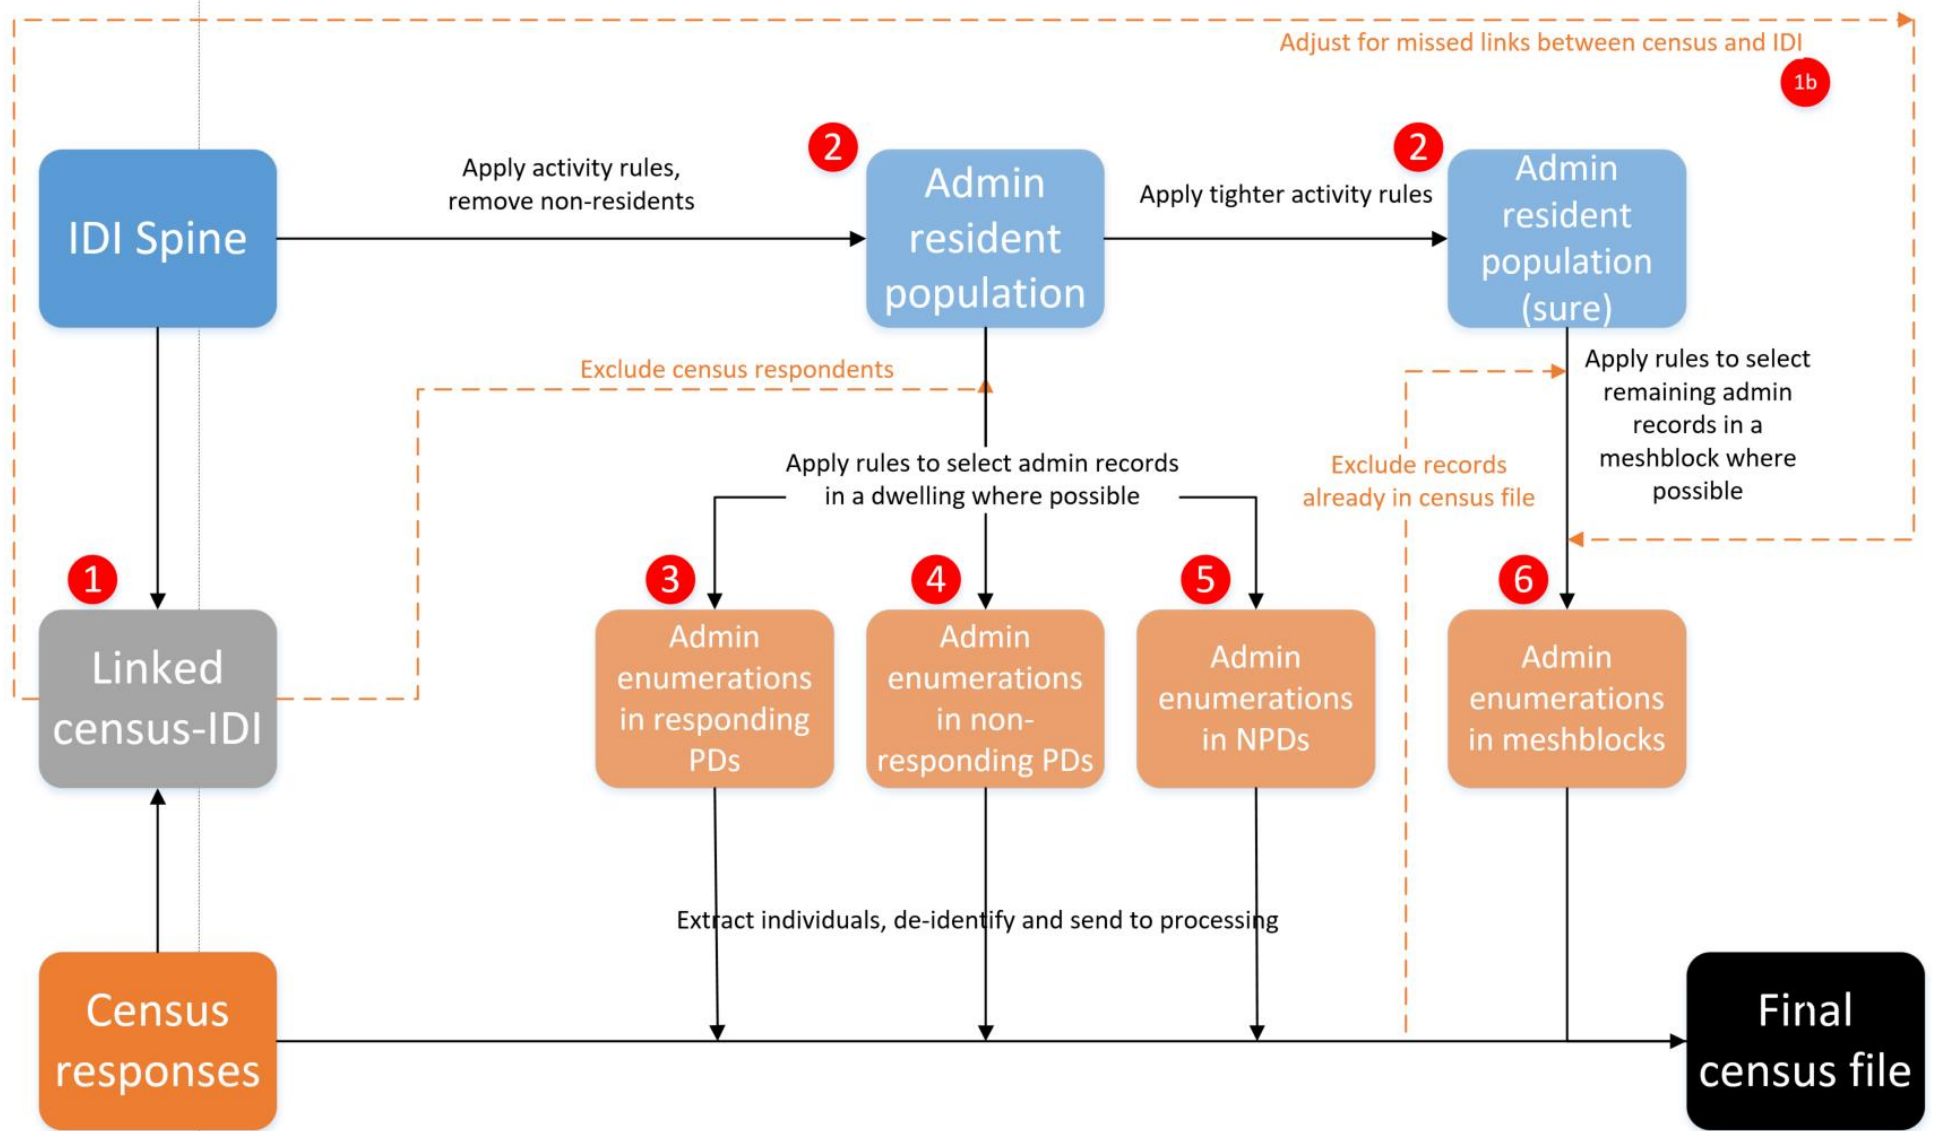 Adjust for missed links between census and IDI
1b
2
2
IDI Spine
Apply activity rules,
remove non-residents
Admin
resident
population
Apply tighter activity rules
Admin
resident
population
(sure)
Exclude census respondents
Apply rules to select
remaining admin
records in a
meshblock where
possible
Apply rules to select admin records
in a dwelling where possible
Exclude records
already in census file
1
3
4
5
6
Linked
census-IDI
Admin
enumerations
in responding
PDs
Admin
enumerations
in non-
responding PDs
Admin
enumerations
in NPDs
Admin
enumerations
in meshblocks
Extract individuals, de-identify and send to processing
Census
responses
Final
census file